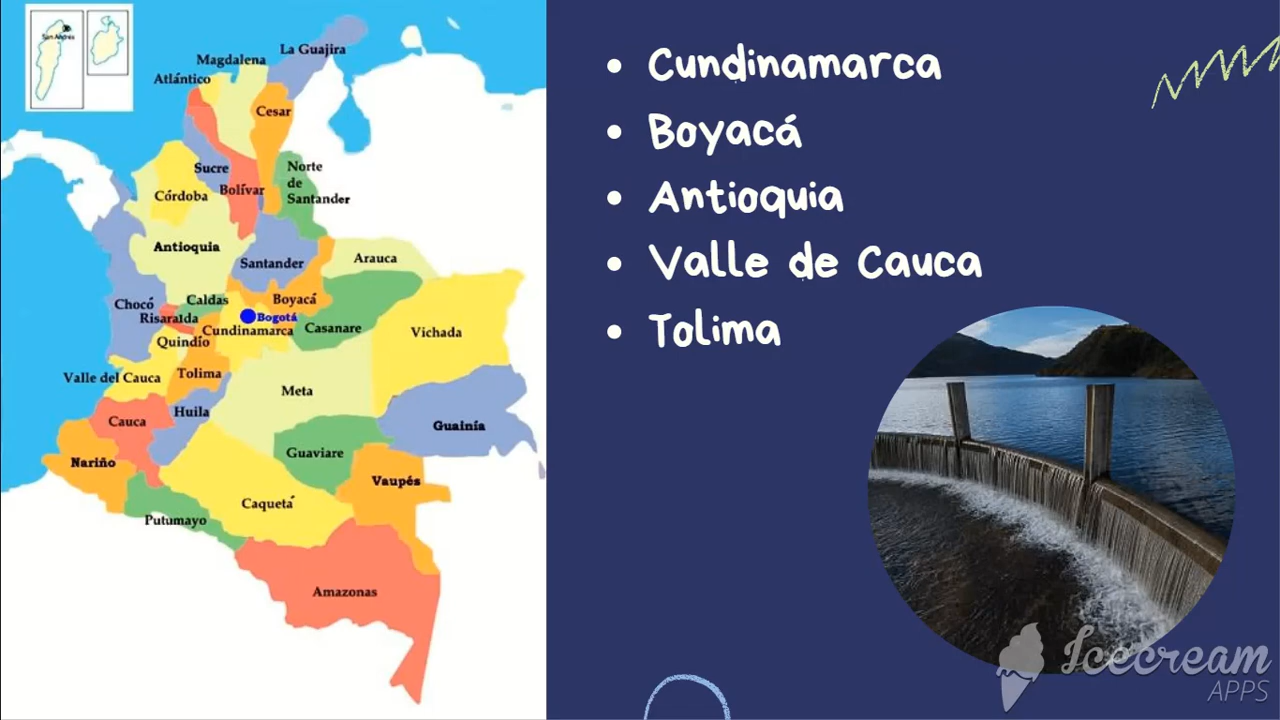 San Andrés
La Guajira
Magdalena
Atlántico
Cesar
Norte
de
Santander
Sucre
Bolívar
Córdoba
Antioquia
Santander
Arauca
Chocó
Caldas
Boyacá
Risaralda
Bogotá
Cundinamarca
Casanare
Vichada
Quindío
Valle del Cauca
Tolima
Meta
Huila
Cauca
Guainía
Nariño
Guaviare
Vaupés
Caquetá
Putumayo
Amazonas
• Cundinamarca
• Boyacá
• Antioquia
• Valle de Cauca
• Tolima
Icecream
APPS